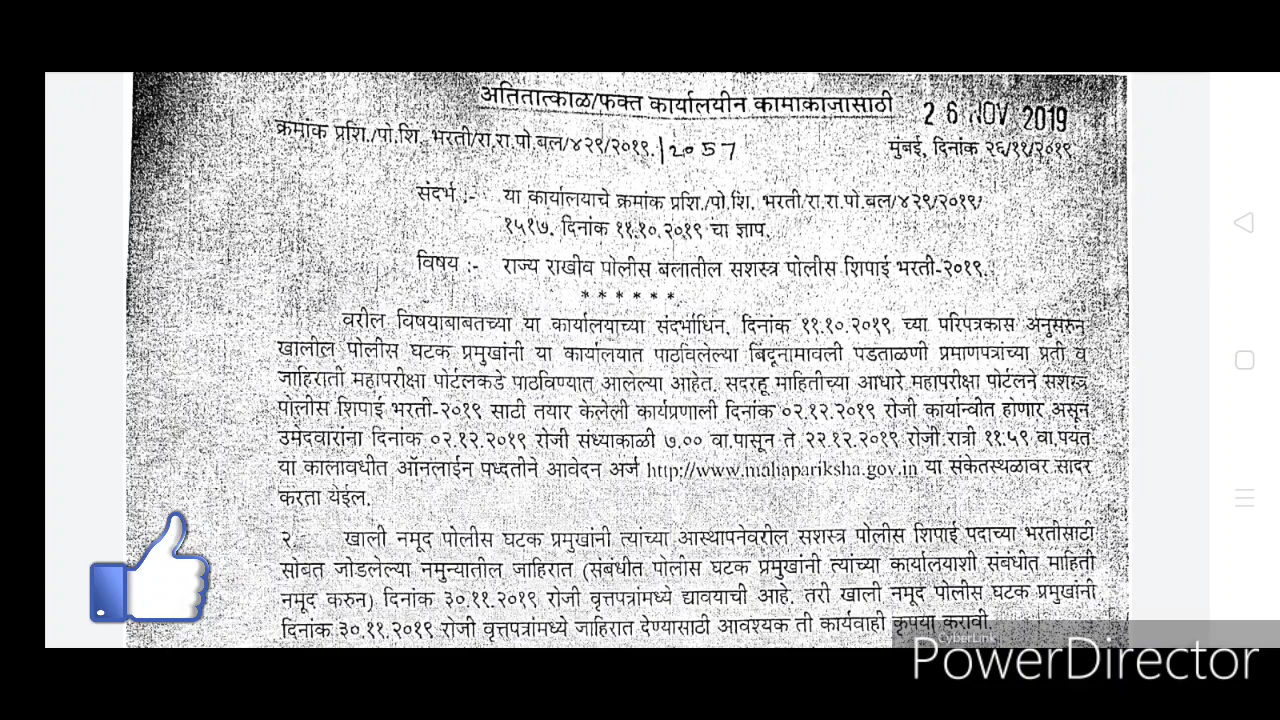 अतितात्काळ/फक्त कार्यालयीन कामाकाजासाठी
26 NOV 2019
क्रमांक प्रशि./पो.शि. भरती/रा.रा.पो.बल/४२९/२०१९. /२०५७
मुंबई, दिनांक २६/११/२०१९
संदर्भ :- या कार्यालयाचे क्रमांक प्रशि./पो.शि. भरती/रा.रा.पो.बल/४२९/२०१९/
१५१७. दिनांक ११.१०.२०१९ चा ज्ञाप.
विषय :- राज्य राखीव पोलीस बलातील सशस्त्र पोलीस शिपाई भरती-२०१९.
* * * * * *
वरील विषयाबाबतच्या या कार्यालयाच्या संदर्भाधिन, दिनांक ११.१०.२०१९ च्या परिपत्रकास अनुसरुन
खालील पोलीस घटक प्रमुखांनी या कार्यालयात पाठविलेल्या बिंदूनामावली पडताळणी प्रमाणपत्रांच्या प्रती व
जाहिराती महापरीक्षा पोर्टलकडे पाठविण्यात आलेल्या आहेत. सदरहू माहितीच्या आधारे महापरीक्षा पोर्टलने सशस्त्र
पोलीस शिपाई भरती-२०१९ साठी तयार केलेली कार्यप्रणाली दिनांक ०२.१२.२०१९ रोजी कार्यान्वीत होणार असून
उमेदवारांना दिनांक ०२.१२.२०१९ रोजी संध्याकाळी ७.०० वा.पासून ते २२.१२.२०१९ रोजी रात्री ११.५९ वा.पर्यंत
या कालावधीत ऑनलाईन पध्दतीने आवेदन अर्ज http://www.mahapariksha.gov.in या संकेतस्थळावर सादर
करता येईल.
२. खाली नमूद पोलीस घटक प्रमुखांनी त्यांच्या आस्थापनेवरील सशस्त्र पोलीस शिपाई पदाच्या भरतीसाटी
सोबत जोडलेल्या नमुन्यातील जाहिरात (संबंधीत पोलीस घटक प्रमुखांनी त्यांच्या कार्यालयाशी संबंधीत माहिती
नमूद करुन) दिनांक ३०.११.२०१९ रोजी वृत्तपत्रांमध्ये द्यावयाची आहे. तरी खाली नमूद पोलीस घटक प्रमुखांनी
दिनांक ३०.११.२०१९ रोजी वृत्तपत्रांमध्ये जाहिरात देण्यासाठी आवश्यक ती कार्यवाही कृपया करावी.
CyberLink
PowerDirector